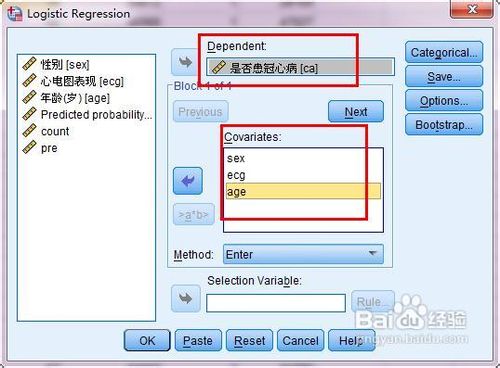 Logistic Regression
性别 [sex]
心电图表现 [ecg]
年龄(岁) [age]
Predicted probability...
count
pre
Dependent:
是否患冠心病 [ca]
Block 1 of 1
Previous
Next
Covariates:
sex
ecg
age
>a*b>
Method:
Enter
Selection Variable:
Rule...
Categorical...
Save...
Options...
Bootstrap...
OK
Paste
Reset
Cancel
Help
Baidu 经验
jingyan.baidu.com